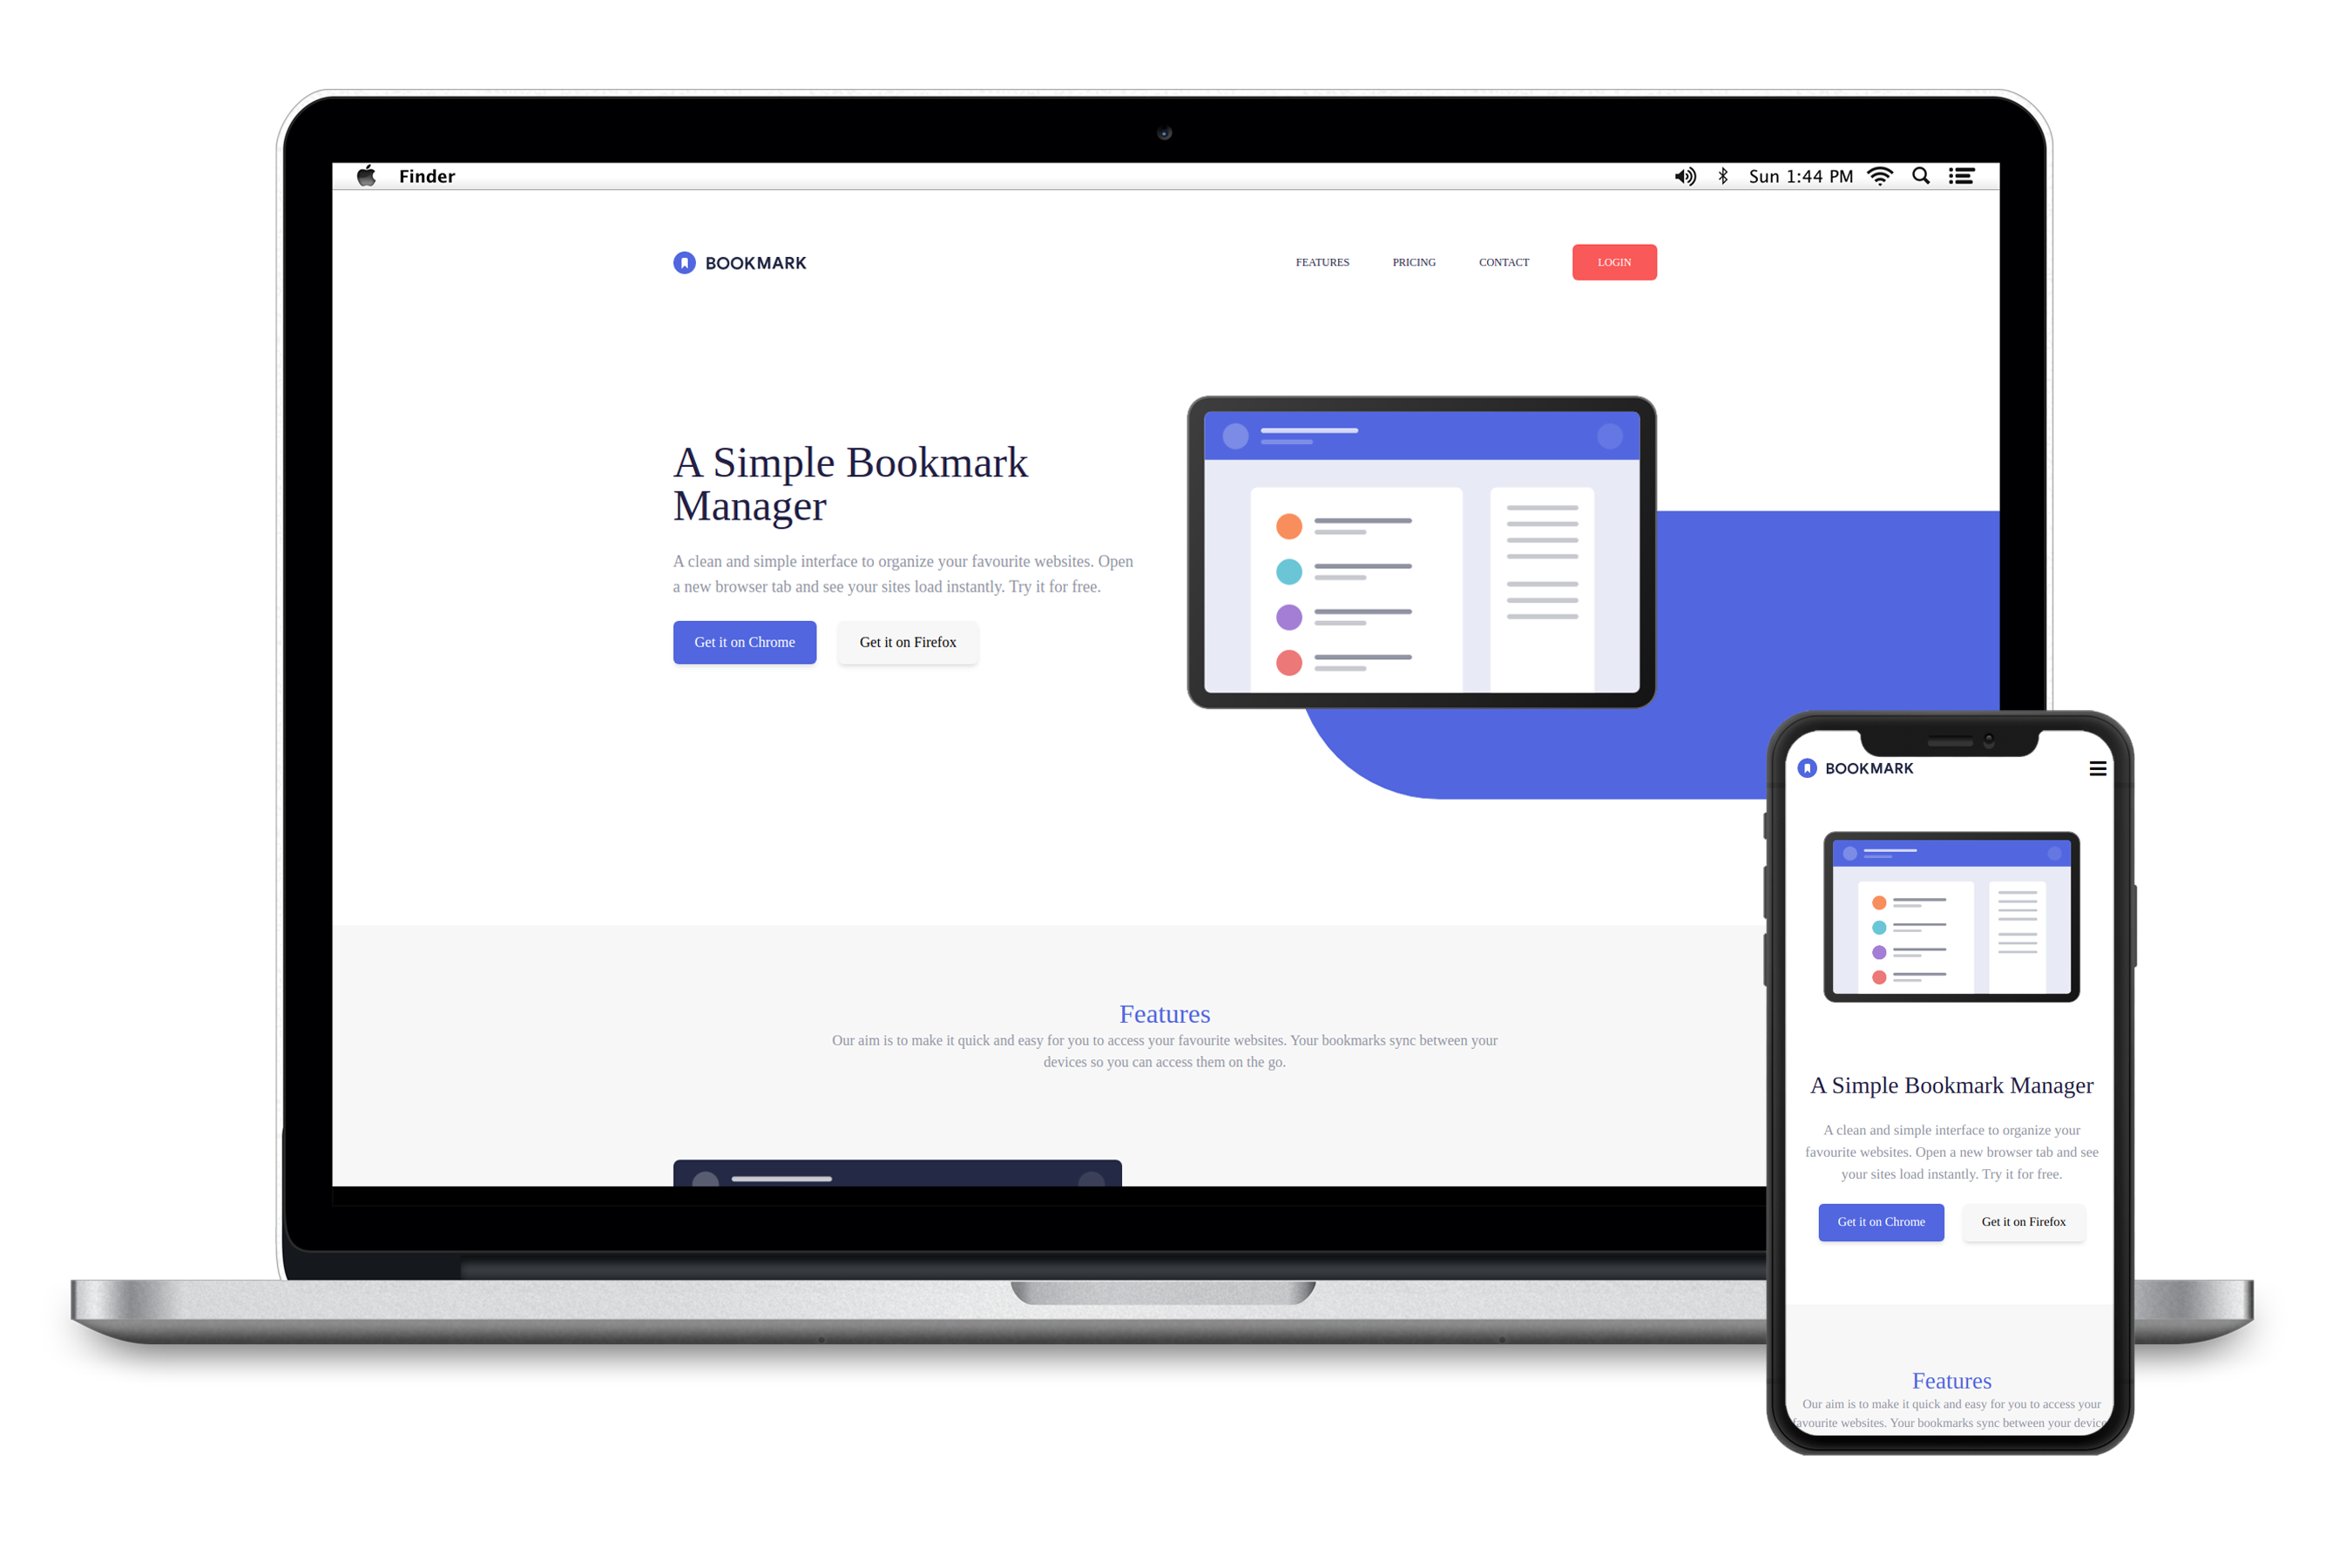 Finder
Sun 1:44 PM
BOOKMARK
FEATURES
PRICING
CONTACT
LOGIN
A Simple Bookmark
Manager
A clean and simple interface to organize your favourite websites. Open
a new browser tab and see your sites load instantly. Try it for free.
Get it on Chrome
Get it on Firefox
Features
Our aim is to make it quick and easy for you to access your favourite websites. Your bookmarks sync between your
devices so you can access them on the go.
BOOKMARK
A Simple Bookmark Manager
A clean and simple interface to organize your
favourite websites. Open a new browser tab and see
your sites load instantly. Try it for free.
Get it on Chrome
Get it on Firefox
Features
Our aim is to make it quick and easy for you to access your
favourite websites. Your bookmarks sync between your device